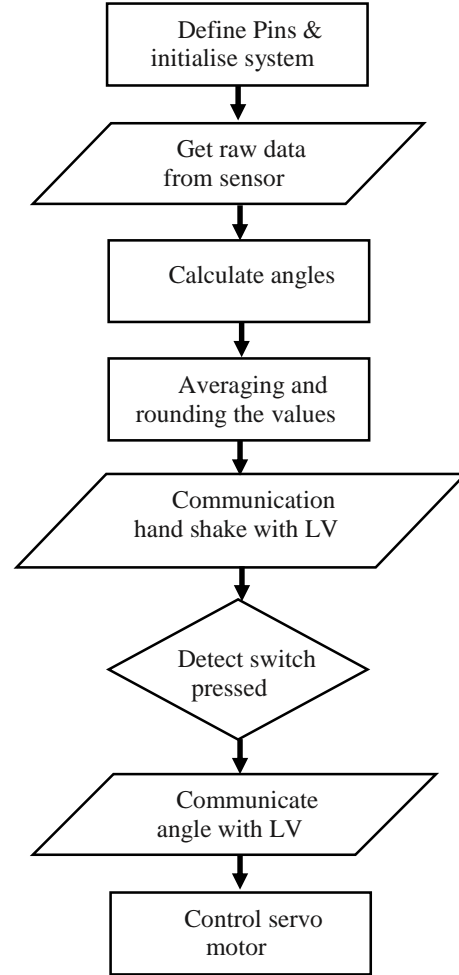 Define Pins &
initialise system
Get raw data
from sensor
Calculate angles
Averaging and
rounding the values
Communication
hand shake with LV
Detect switch
pressed
Communicate
angle with LV
Control servo
motor